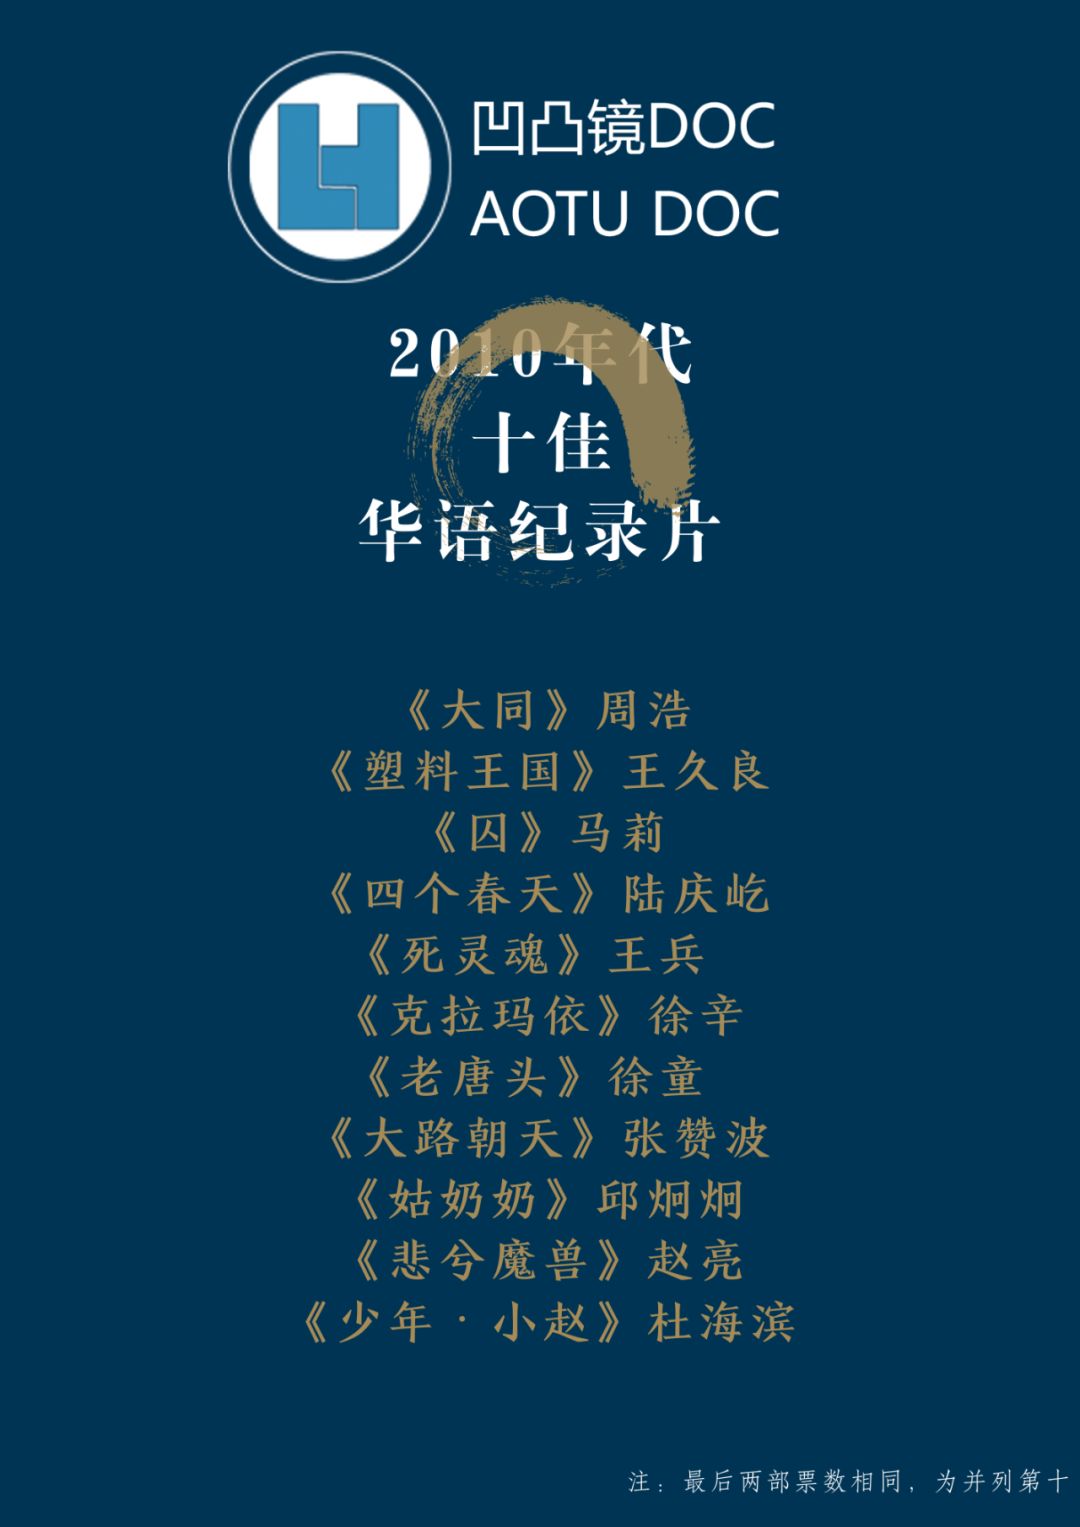 凹凸镜DOC
AOTU DOC
2010年代
十佳
华语纪录片
《大同》周浩
《塑料王国》王久良
《囚》马莉
《四个春天》陆庆屹
《死灵魂》王兵
《克拉玛依》徐辛
《老唐头》徐童
《大路朝天》张赞波
《姑奶奶》邱炯炯
《悲兮魔兽》赵亮
《少年·小赵》杜海滨
注：最后两部票数相同，为并列第十